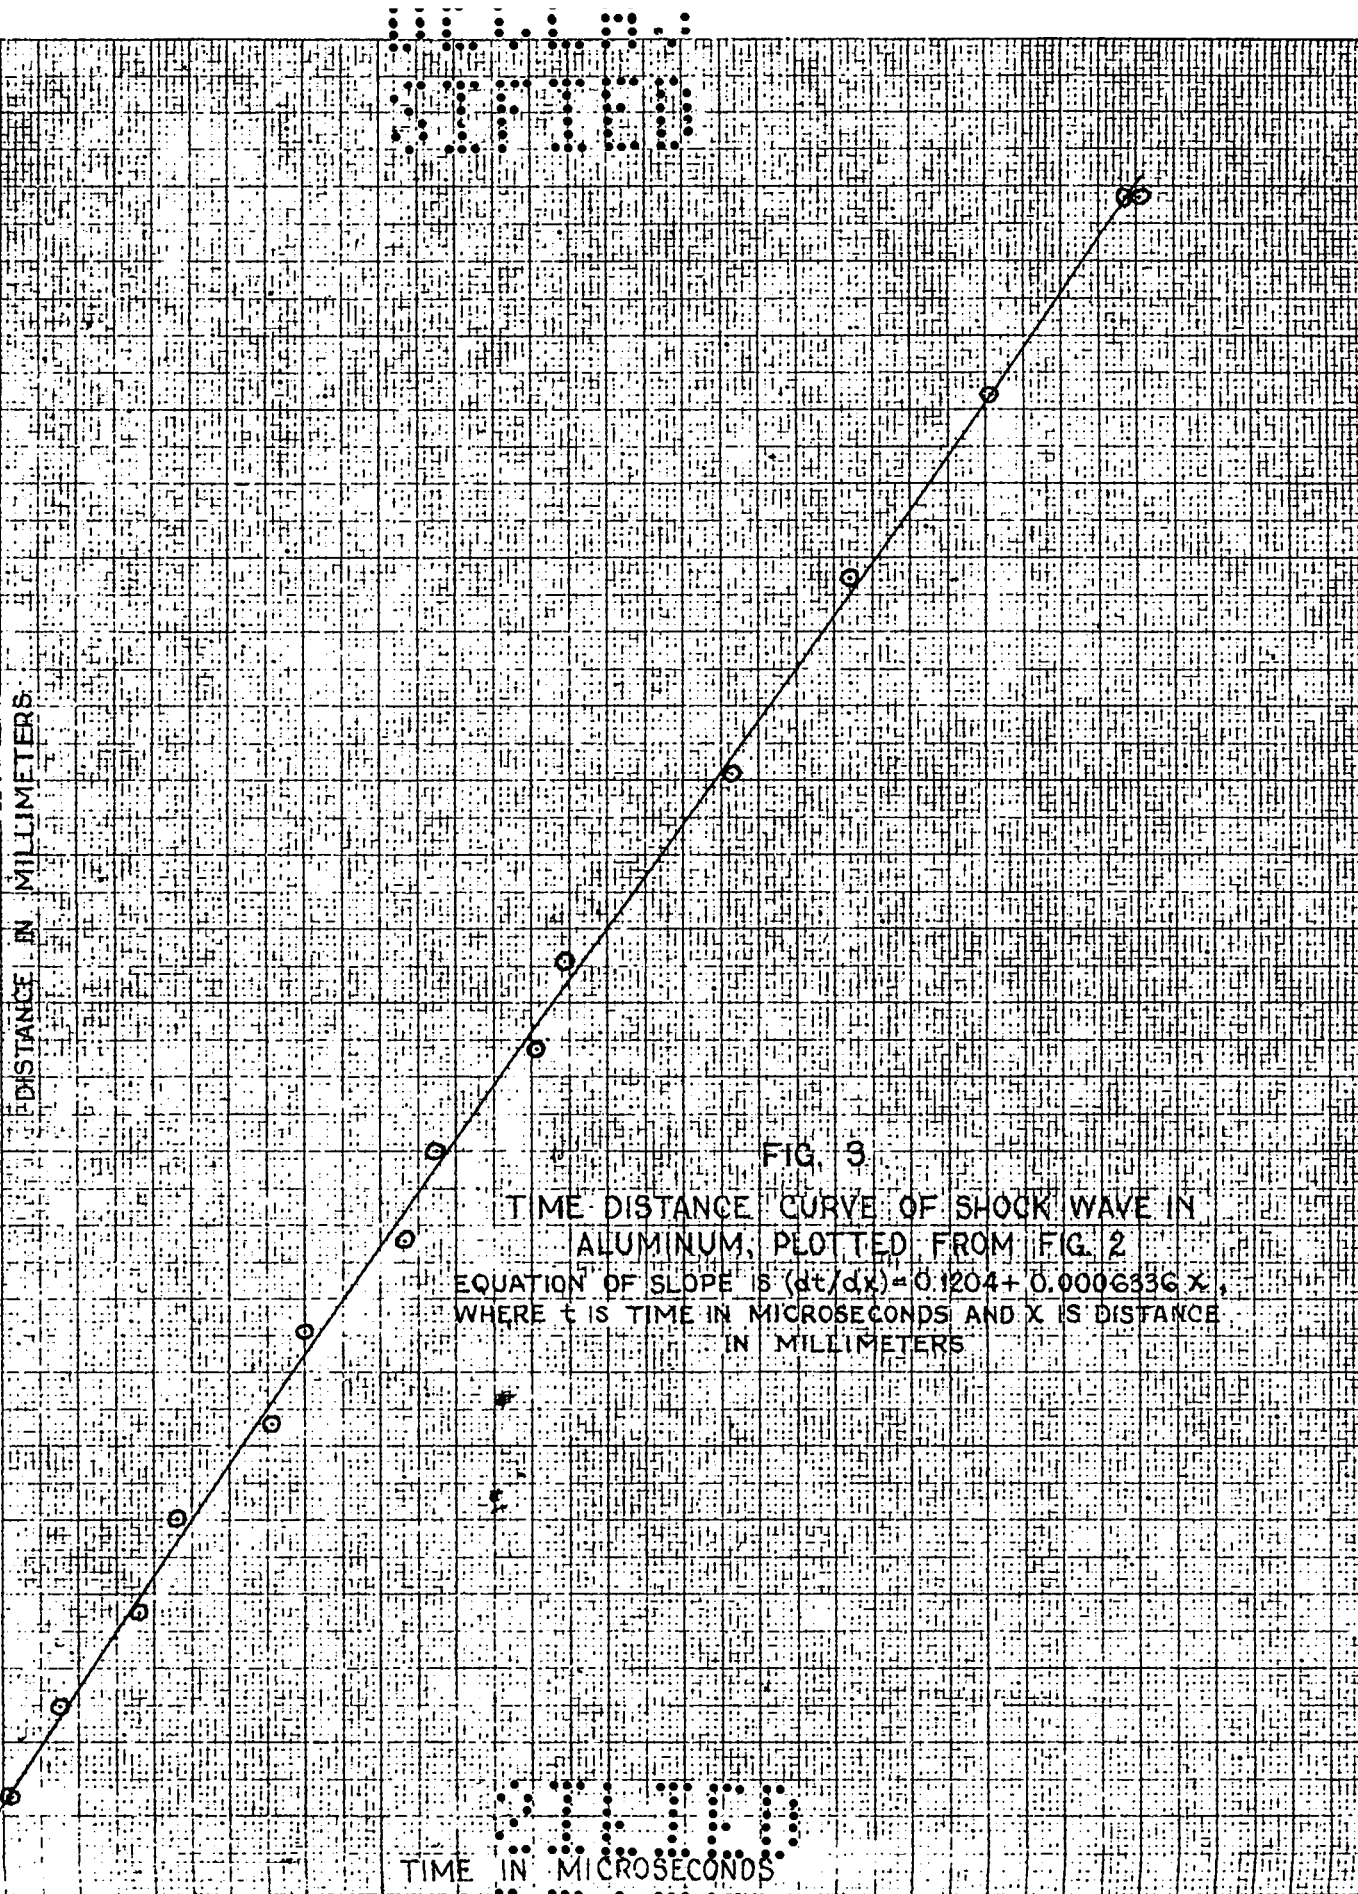 DISTANCE IN MILLIMETERS
FIG. 3
TIME DISTANCE CURVE OF SHOCK WAVE IN
ALUMINUM, PLOTTED FROM FIG. 2
EQUATION OF SLOPE IS (dt/dx)=0.1204+ 0.0006336 x,
WHERE t IS TIME IN MICROSECONDS AND X IS DISTANCE
IN MILLIMETERS
TIME IN MICROSECONDS